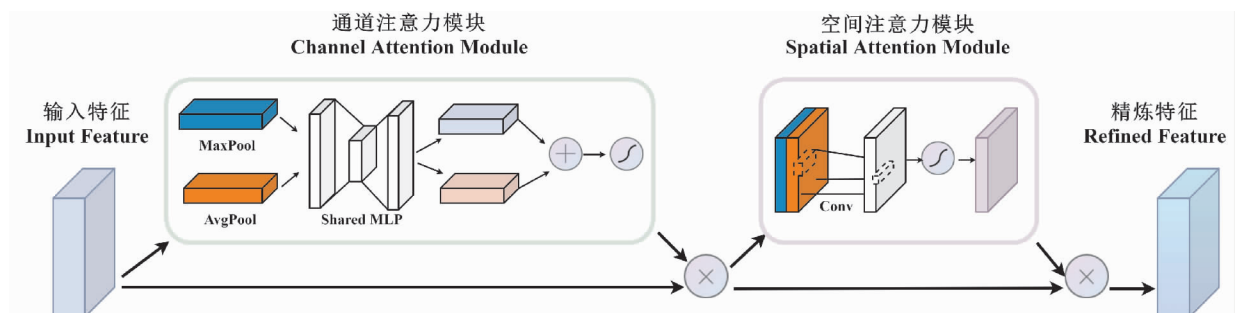 通道注意力模块
Channel Attention Module
空间注意力模块
Spatial Attention Module
输入特征
Input Feature
MaxPool
AvgPool
Shared MLP
Conv
精炼特征
Refined Feature